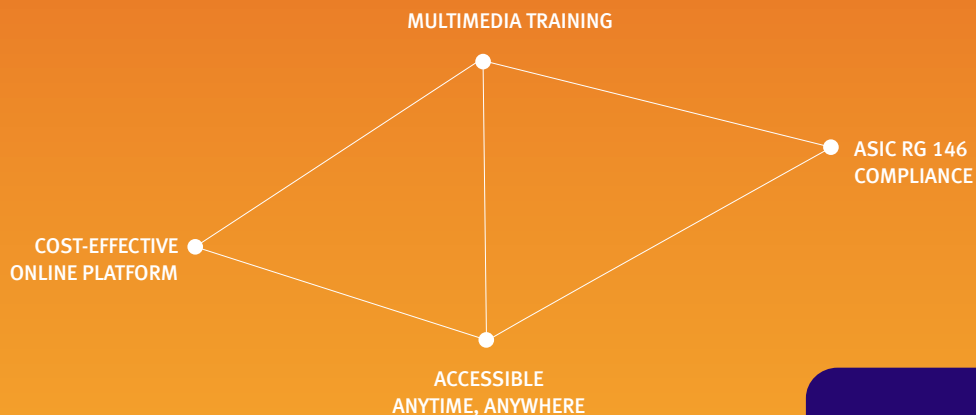 MULTIMEDIA TRAINING
ASIC RG 146
COMPLIANCE
COST-EFFECTIVE
ONLINE PLATFORM
ACCESSIBLE
ANYTIME, ANYWHERE